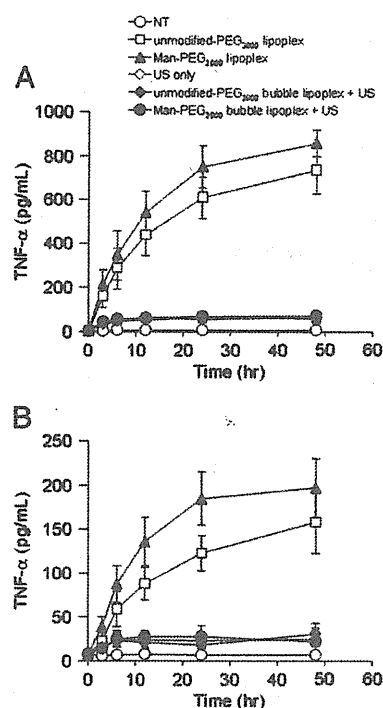 NT
unmodified-PEG2000 lipoplex
Man-PEG2000 lipoplex
US only
unmodified-PEG2000 bubble lipoplex + US
Man-PEG2000 bubble lipoplex + US
A
TNF-α (pg/mL)
1000
800
600
400
200
0
0 10 20 30 40 50 60
Time (hr)
B
TNF-α (pg/mL)
250
200
150
100
50
0
0 10 20 30 40 50 60
Time (hr)